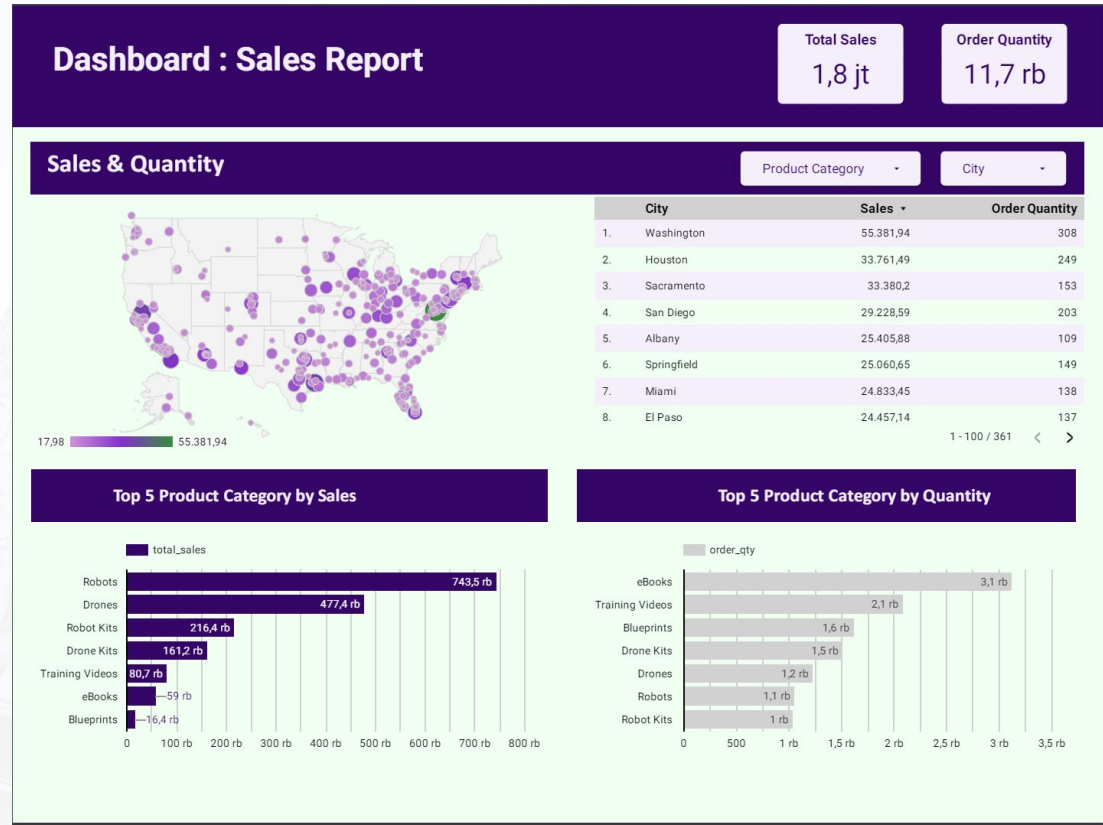 Dashboard : Sales Report
Total Sales
1,8 jt
Order Quantity
11,7 rb
Sales & Quantity
Product Category
City
City Sales Order Quantity
1. Washington 55.381,94 308
2. Houston 33.761,49 249
3. Sacramento 33.380,2 153
4. San Diego 29.228,59 203
5. Albany 25.405,88 109
6. Springfield 25.060,65 149
7. Miami 24.833,45 138
8. El Paso 24.457,14 137
1 - 100 / 361
17,98 55.381,94
Top 5 Product Category by Sales
total_sales
Robots 743,5 rb
Drones 477,4 rb
Robot Kits 216,4 rb
Drone Kits 161,2 rb
Training Videos 80,7 rb
eBooks 59 rb
Blueprints 16,4 rb
0 100 rb 200 rb 300 rb 400 rb 500 rb 600 rb 700 rb 800 rb
Top 5 Product Category by Quantity
order_qty
eBooks 3,1 rb
Training Videos 2,1 rb
Blueprints 1,6 rb
Drone Kits 1,5 rb
Drones 1,2 rb
Robots 1,1 rb
Robot Kits 1 rb
0 500 1 rb 1,5 rb 2 rb 2,5 rb 3 rb 3,5 rb